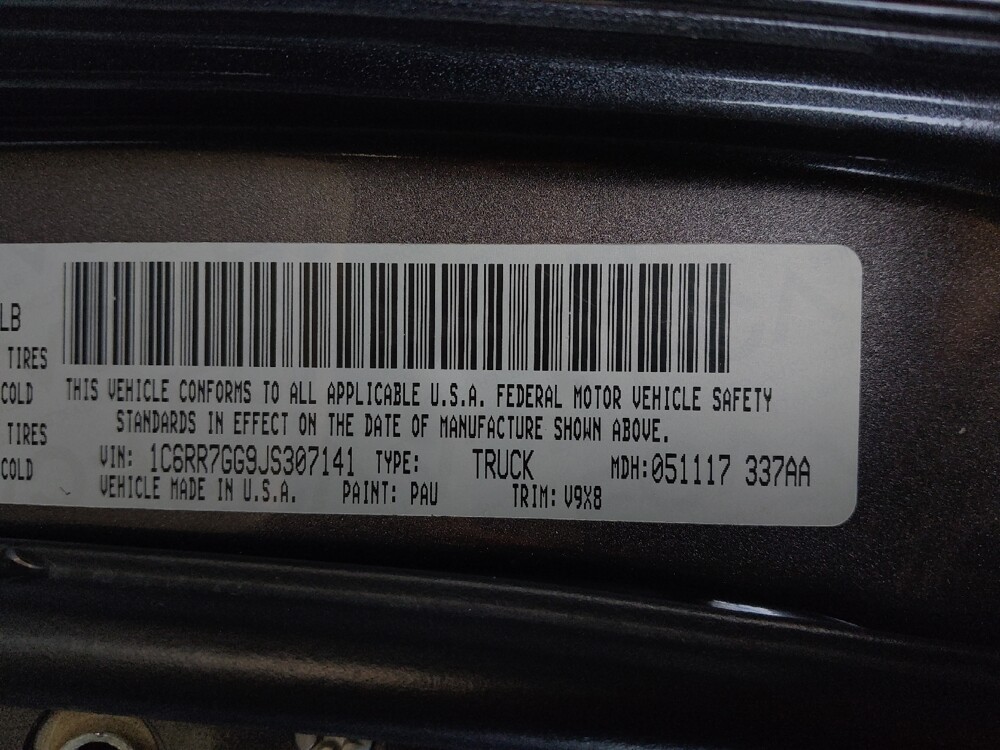 LB
TIRES
COLD
TIRES
COLD
THIS VEHICLE CONFORMS TO ALL APPLICABLE U.S.A. FEDERAL MOTOR VEHICLE SAFETY
STANDARDS IN EFFECT ON THE DATE OF MANUFACTURE SHOWN ABOVE.
VIN: 1C6RR7GG9JS307141 TYPE: TRUCK MDH:051117 337AA
VEHICLE MADE IN U.S.A. PAINT: PAU TRIM: V9X8